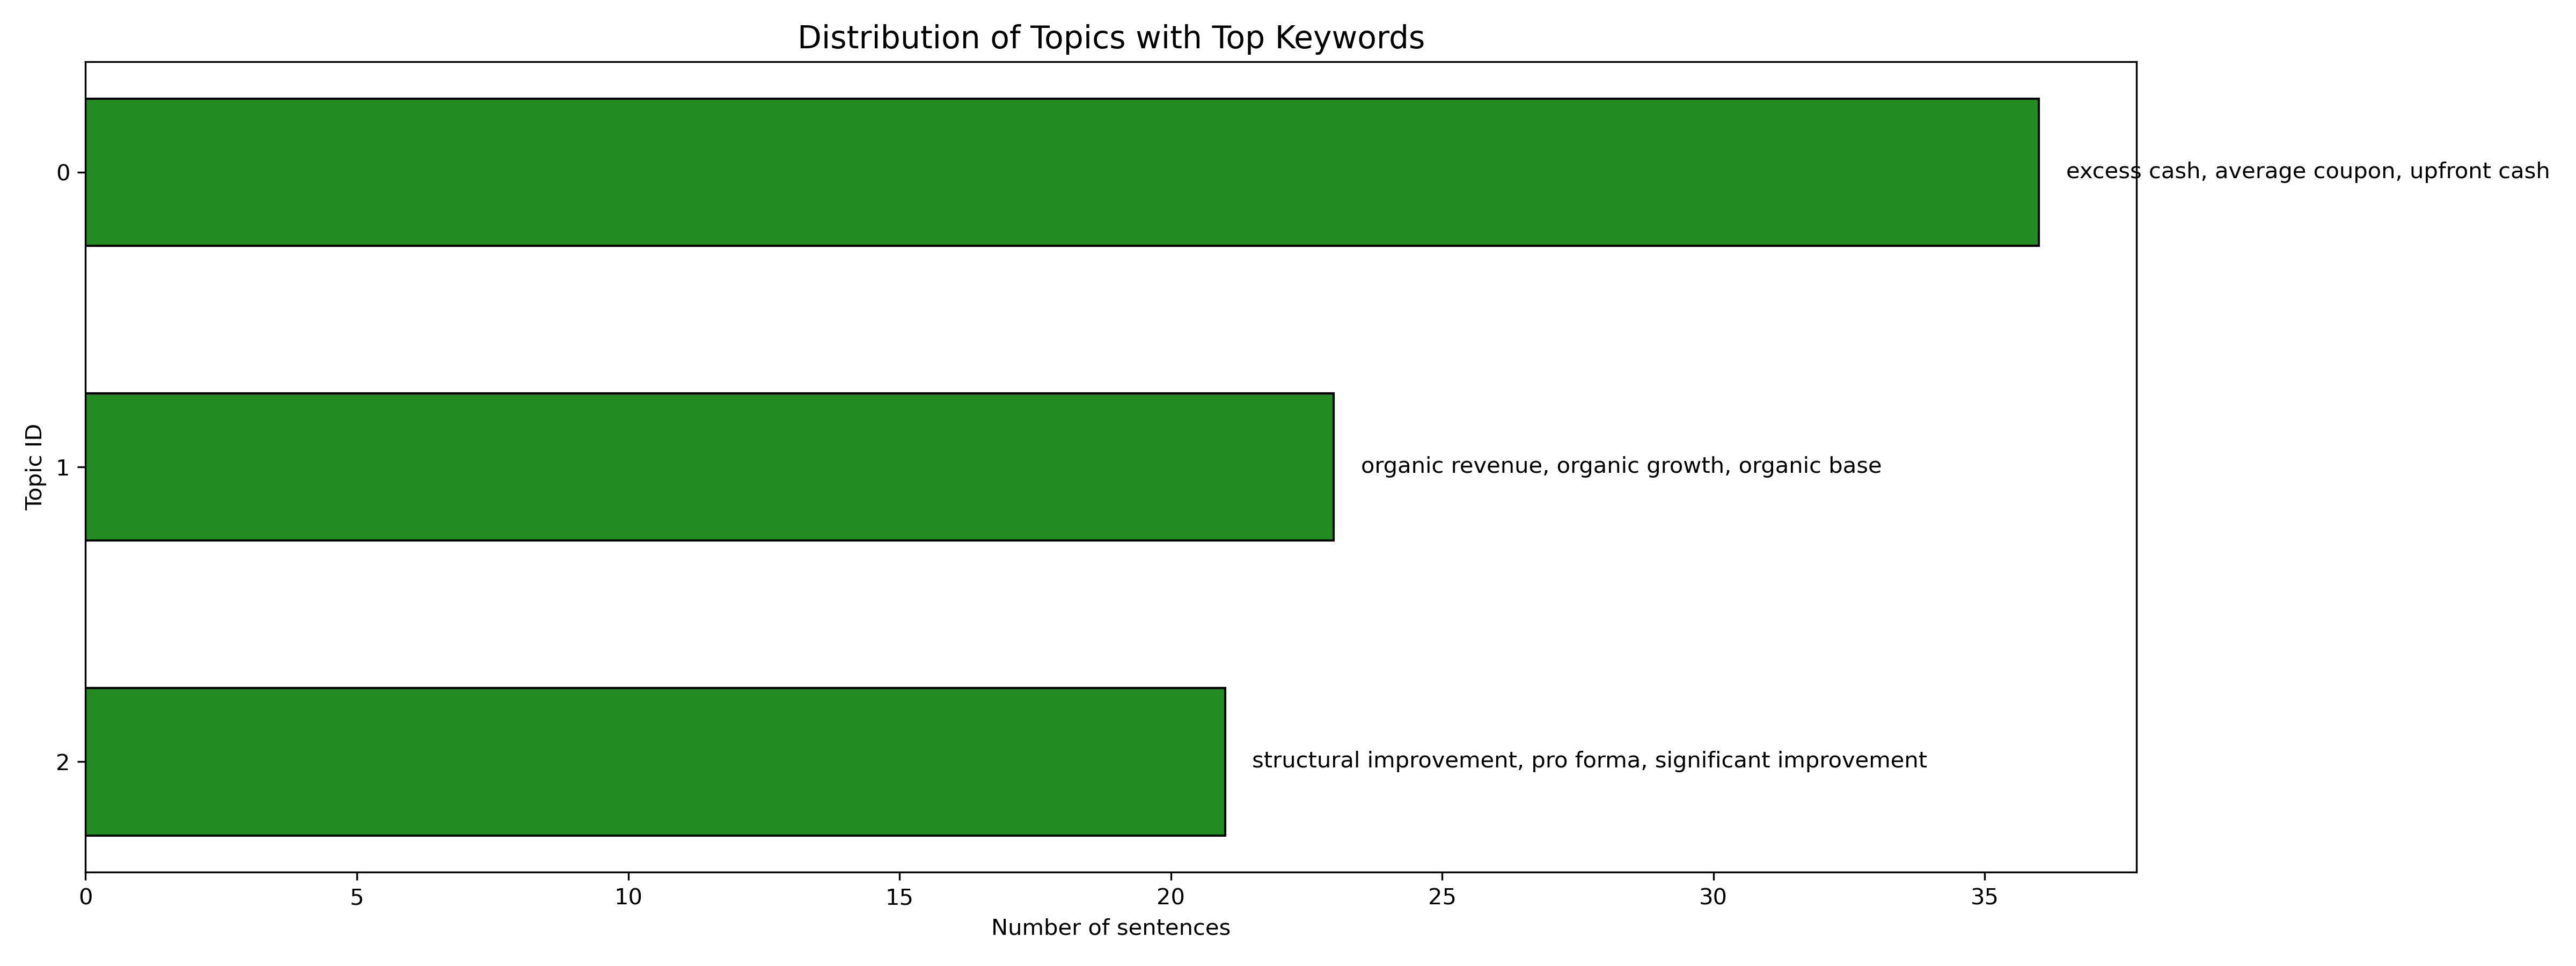 Distribution of Topics with Top Keywords
0
excess cash, average coupon, upfront cash
Topic ID
1
organic revenue, organic growth, organic base
2
structural improvement, pro forma, significant improvement
0 5 10 15 20 25 30 35
Number of sentences